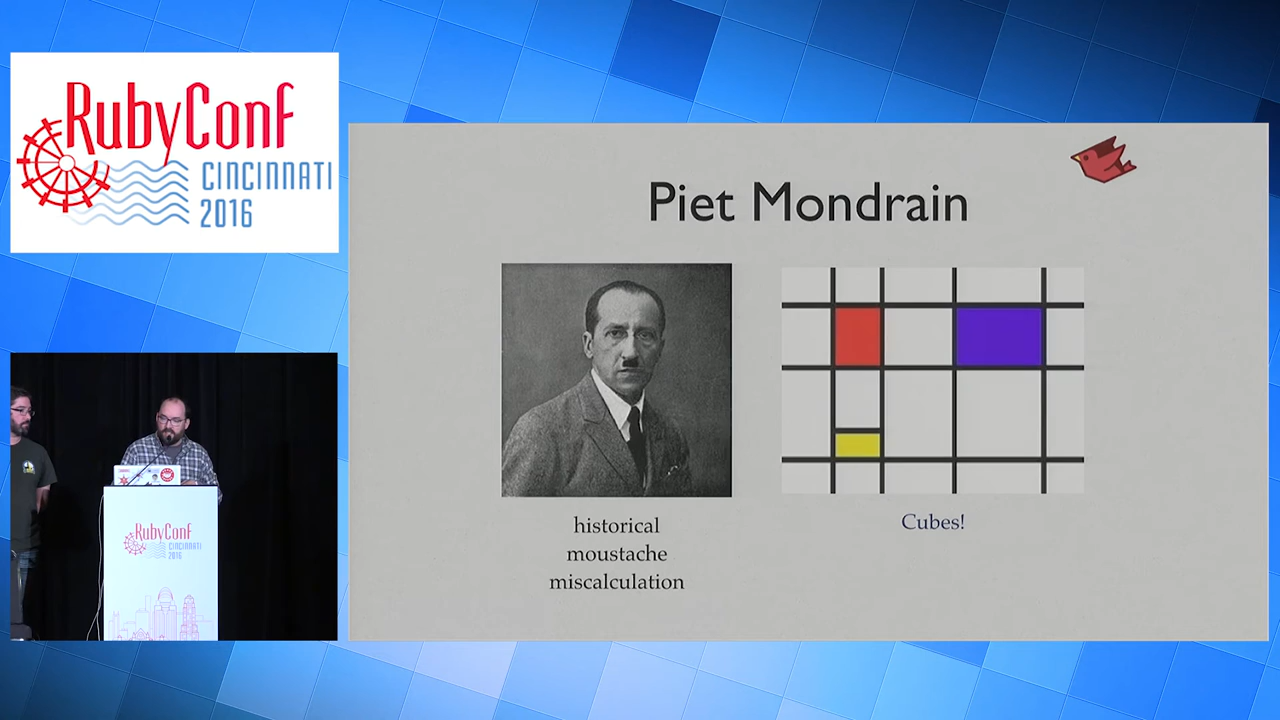 RubyConf
CINCINNATI
2016
Piet Mondrain
historical
moustache
miscalculation
Cubes!
RubyConf
CINCINNATI
2016